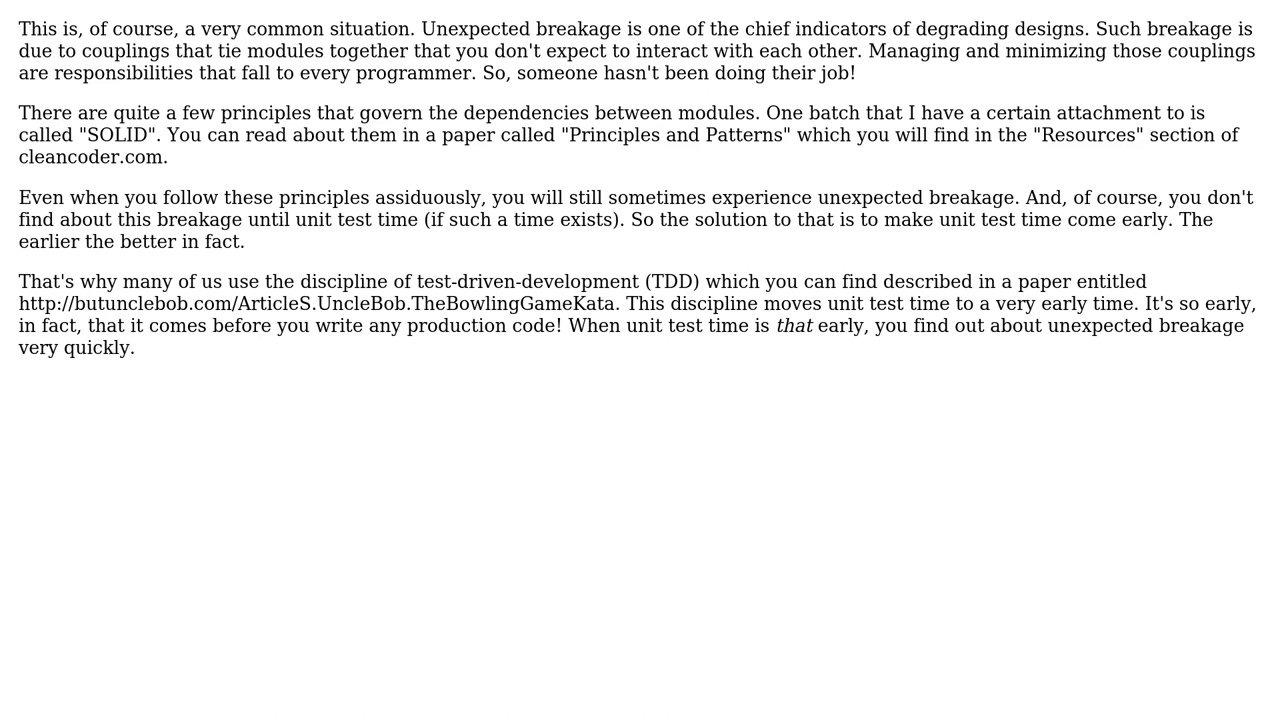 This is, of course, a very common situation. Unexpected breakage is one of the chief indicators of degrading designs. Such breakage is
due to couplings that tie modules together that you don't expect to interact with each other. Managing and minimizing those couplings
are responsibilities that fall to every programmer. So, someone hasn't been doing their job!
There are quite a few principles that govern the dependencies between modules. One batch that I have a certain attachment to is
called "SOLID". You can read about them in a paper called "Principles and Patterns" which you will find in the "Resources" section of
cleancoder.com.
Even when you follow these principles assiduously, you will still sometimes experience unexpected breakage. And, of course, you don't
find about this breakage until unit test time (if such a time exists). So the solution to that is to make unit test time come early. The
earlier the better in fact.
That's why many of us use the discipline of test-driven-development (TDD) which you can find described in a paper entitled
http://butunclebob.com/ArticleS.UncleBob.TheBowlingGameKata. This discipline moves unit test time to a very early time. It's so early,
in fact, that it comes before you write any production code! When unit test time is that early, you find out about unexpected breakage
very quickly.